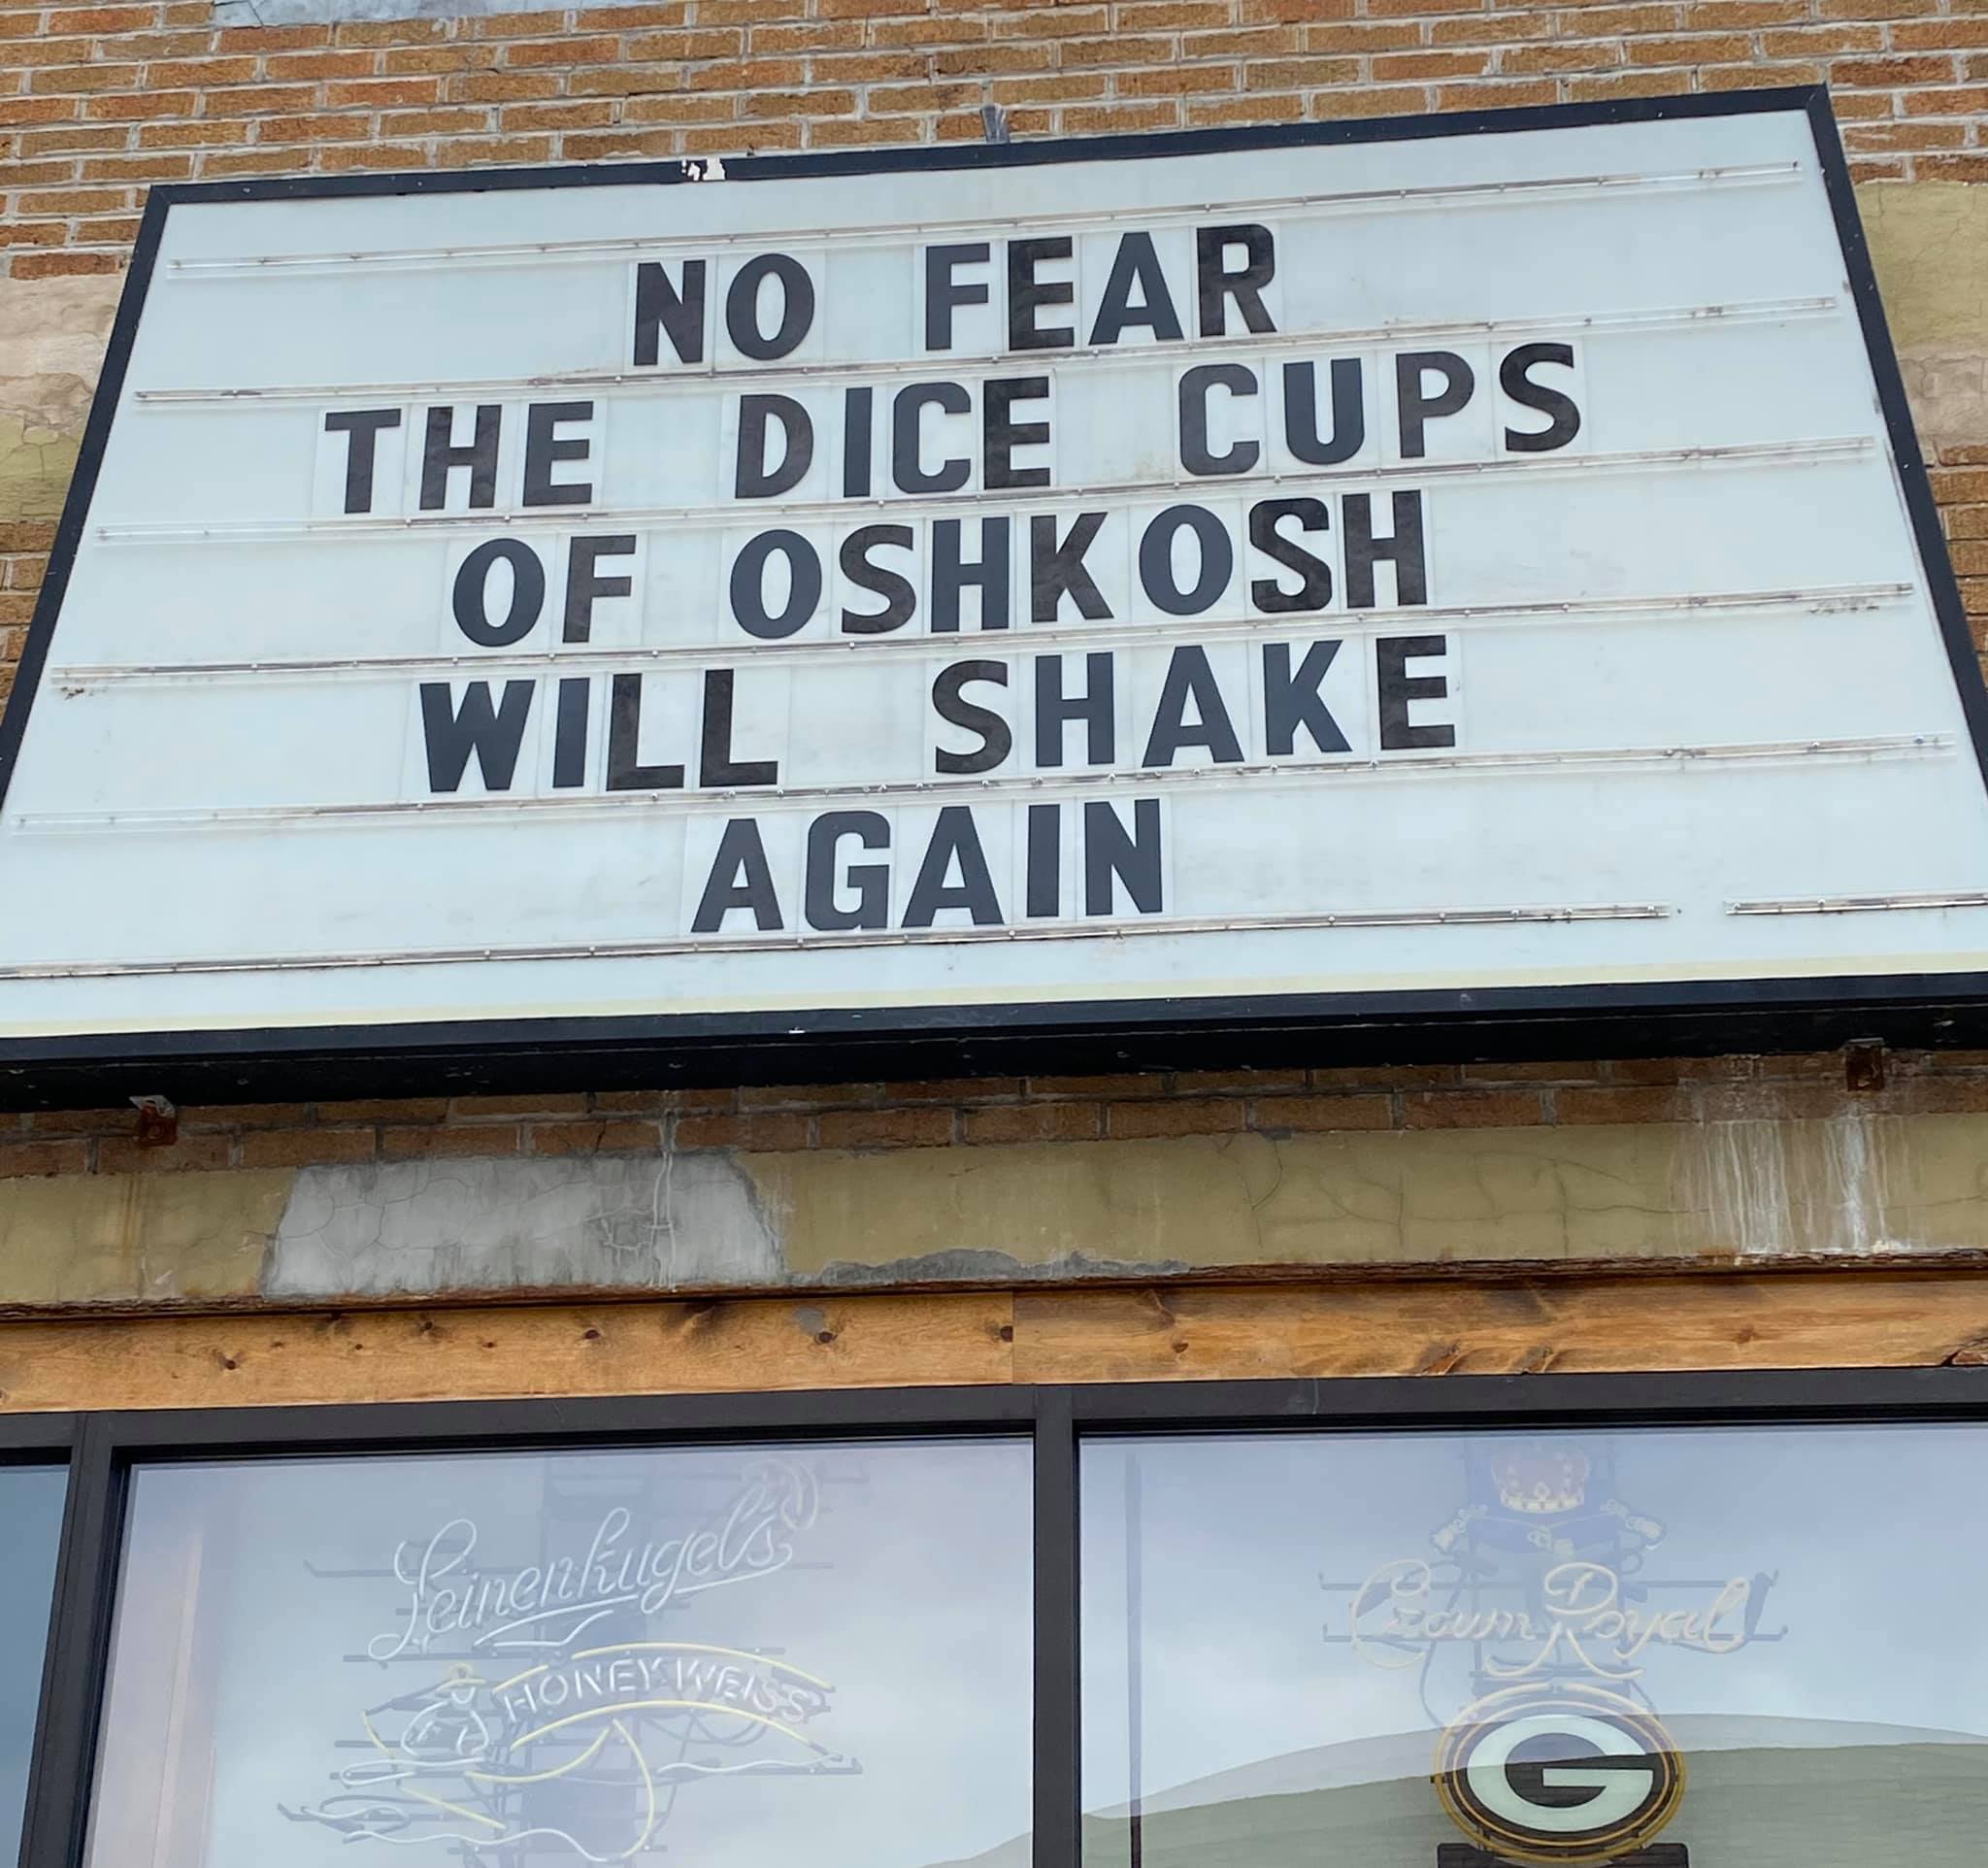 NO FEAR
THE DICE CUPS
OF OSHKOSH
WILL SHAKE
AGAIN
Leinenkugel's
HONEY WEISS
Crown Royal
G